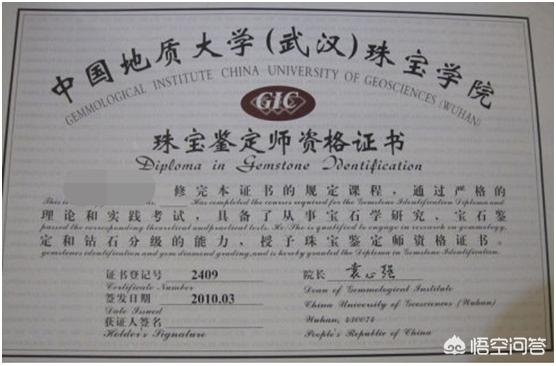 中国地质大学(武汉)珠宝学院
GEMMOLOGICAL INSTITUTE CHINA UNIVERSITY OF GEOSCIENCES (WUHAN)
GIC
珠宝鉴定师资格证书
Diploma in Gemstone Identification
修完本证书的规定课程，通过严格的
This is Has completed the courses required for the Gemstone Identification Diploma and
理论和实践考试，具备了从事宝石学研究，宝石鉴
passed the corresponding theoretical and practical tests. He/She is qualified to engage in research on gemmology,
定和钻石分级的能力，授予珠宝鉴定师资格证书。
gemstones identification and gem diamond grading, and is hereby granted the Diploma in Gemstone Identification.
证书登记号 2409
Certificate Number
签发日期 2010.03
Date Issued
获证人签名
Holder's Signature
院长 袁心强
Dean of Gemmological Institute
China University of Geosciences (Wuhan)
Wuhan, 430074
People's Republic of China
悟空问答